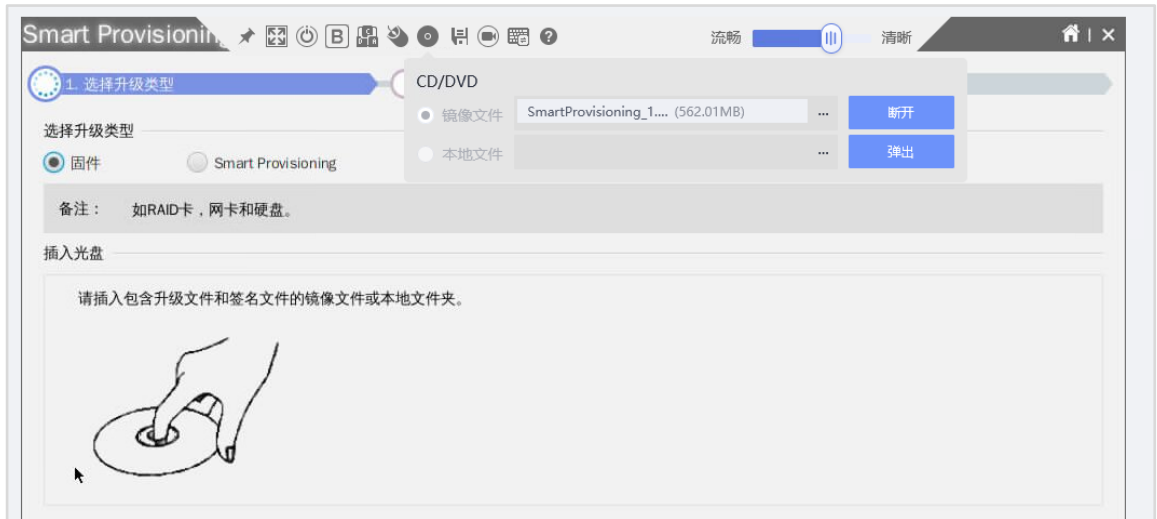 Smart Provisionin
流畅
清晰
1. 选择升级类型
CD/DVD
镜像文件 SmartProvisioning_1.... (562.01MB) ... 断开
本地文件 ... 弹出
选择升级类型
固件 Smart Provisioning
备注： 如RAID卡，网卡和硬盘。
插入光盘
请插入包含升级文件和签名文件的镜像文件或本地文件夹。